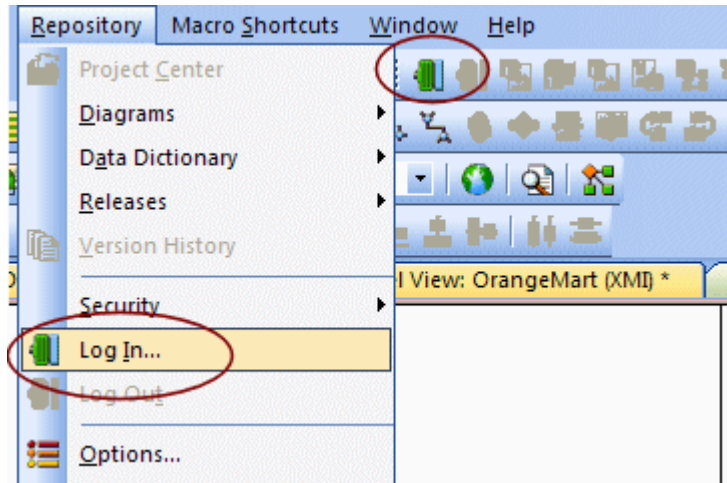 Repository Macro Shortcuts Window Help
Project Center
Diagrams
Data Dictionary
Releases
Version History
el View: OrangeMart (XMI) *
Security
Log In...
Log Out
Options...